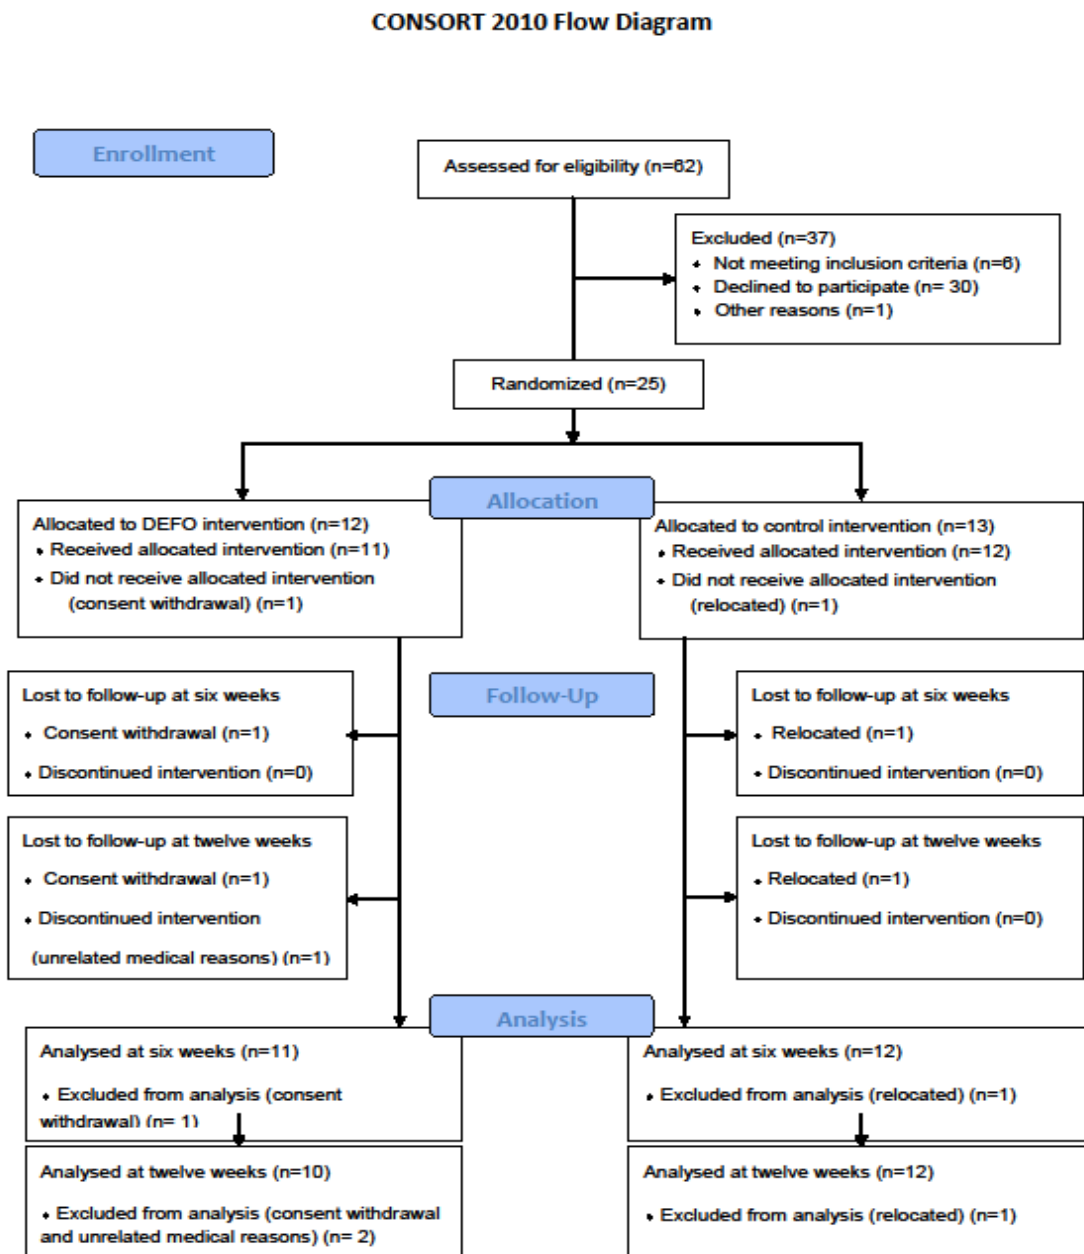 CONSORT 2010 Flow Diagram
Enrollment
Assessed for eligibility (n=62)
Excluded (n=37)
⬥ Not meeting inclusion criteria (n=6)
⬥ Declined to participate (n= 30)
⬥ Other reasons (n=1)
Randomized (n=25)
Allocation
Allocated to DEFO intervention (n=12)
⬥ Received allocated intervention (n=11)
⬥ Did not receive allocated intervention
(consent withdrawal) (n=1)
Allocated to control intervention (n=13)
⬥ Received allocated intervention (n=12)
⬥ Did not receive allocated intervention
(relocated) (n=1)
Follow-Up
Lost to follow-up at six weeks
⬥ Consent withdrawal (n=1)
⬥ Discontinued intervention (n=0)
Lost to follow-up at six weeks
⬥ Relocated (n=1)
⬥ Discontinued intervention (n=0)
Lost to follow-up at twelve weeks
⬥ Consent withdrawal (n=1)
⬥ Discontinued intervention
(unrelated medical reasons) (n=1)
Lost to follow-up at twelve weeks
⬥ Relocated (n=1)
⬥ Discontinued intervention (n=0)
Analysis
Analysed at six weeks (n=11)
⬥ Excluded from analysis (consent
withdrawal) (n= 1)
Analysed at six weeks (n=12)
⬥ Excluded from analysis (relocated) (n=1)
Analysed at twelve weeks (n=10)
⬥ Excluded from analysis (consent withdrawal
and unrelated medical reasons) (n= 2)
Analysed at twelve weeks (n=12)
⬥ Excluded from analysis (relocated) (n=1)